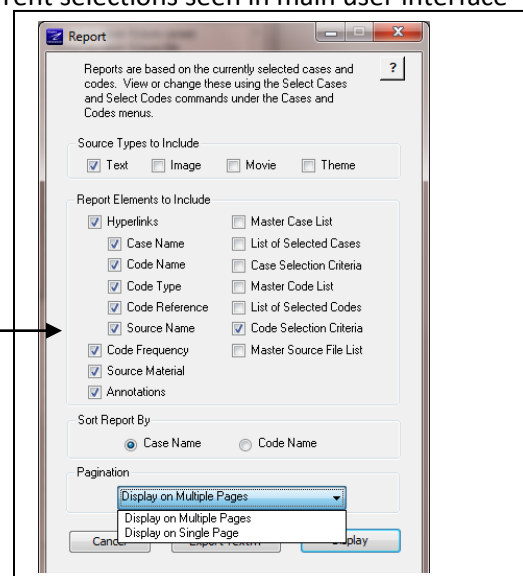 rent selections seen in main user interface
Report
Reports are based on the currently selected cases and
codes. View or change these using the Select Cases
and Select Codes commands under the Cases and
Codes menus.
?
Source Types to Include
Text Image Movie Theme
Report Elements to Include
Hyperlinks Master Case List
Case Name List of Selected Cases
Code Name Case Selection Criteria
Code Type Master Code List
Code Reference List of Selected Codes
Source Name Code Selection Criteria
Code Frequency Master Source File List
Source Material
Annotations
Sort Report By
Case Name Code Name
Pagination
Display on Multiple Pages
Display on Multiple Pages
Display on Single Page